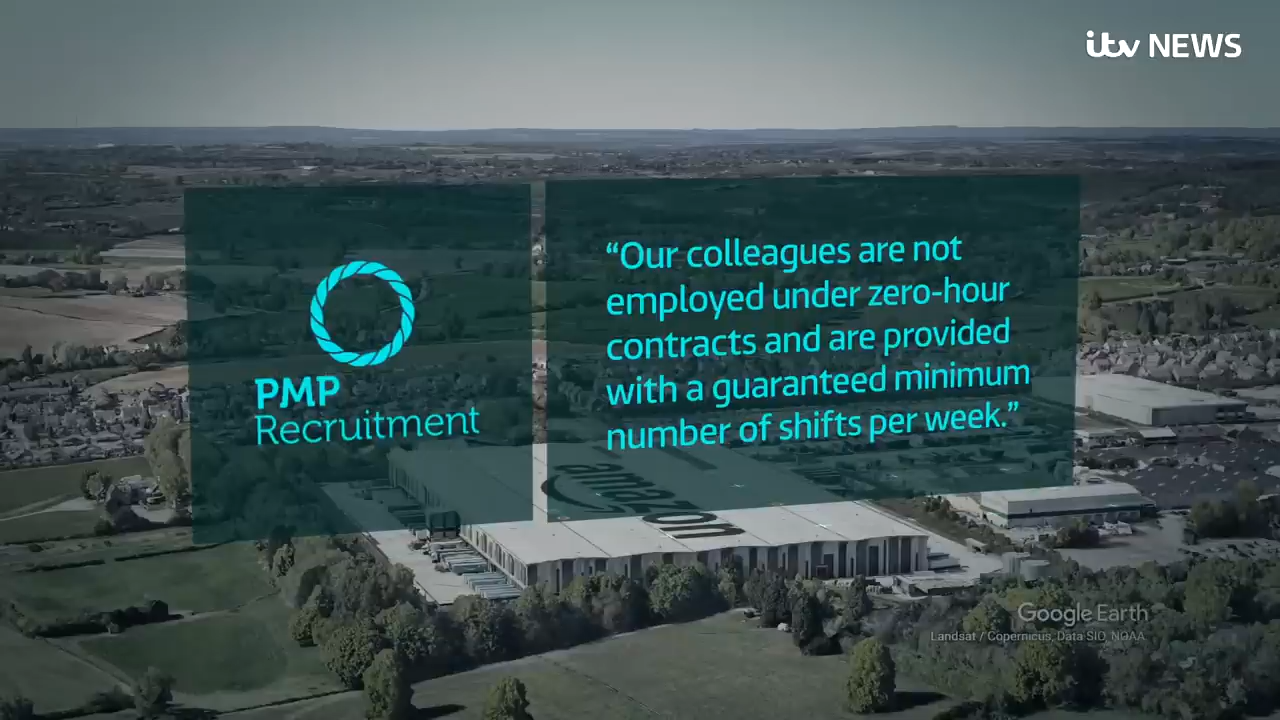 itv NEWS
PMP
Recruitment
“Our colleagues are not
employed under zero-hour
contracts and are provided
with a guaranteed minimum
number of shifts per week.”
amazon
Google Earth
Landsat / Copernicus, Data SIO, NOAA